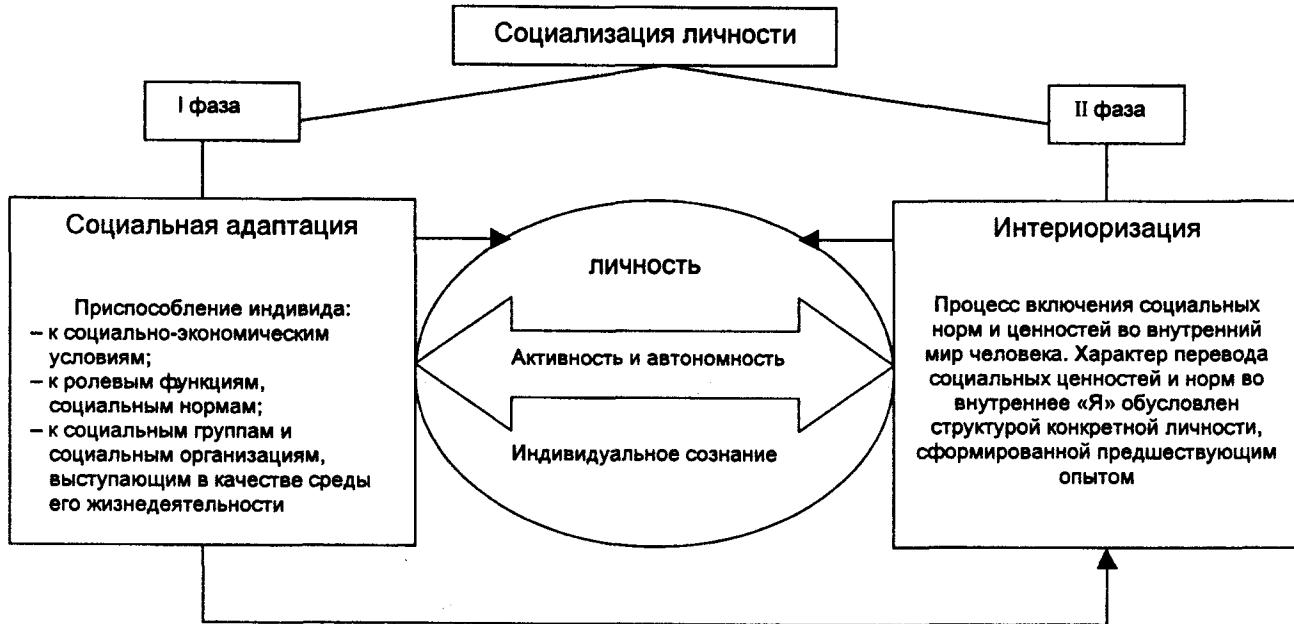 Социализация личности
I фаза
II фаза
Социальная адаптация
Приспособление индивида:
– к социально-экономическим
условиям;
– к ролевым функциям,
социальным нормам;
– к социальным группам и
социальным организациям,
выступающим в качестве среды
его жизнедеятельности
личность
Активность и автономность
Индивидуальное сознание
Интериоризация
Процесс включения социальных
норм и ценностей во внутренний
мир человека. Характер перевода
социальных ценностей и норм во
внутреннее «Я» обусловлен
структурой конкретной личности,
сформированной предшествующим
опытом